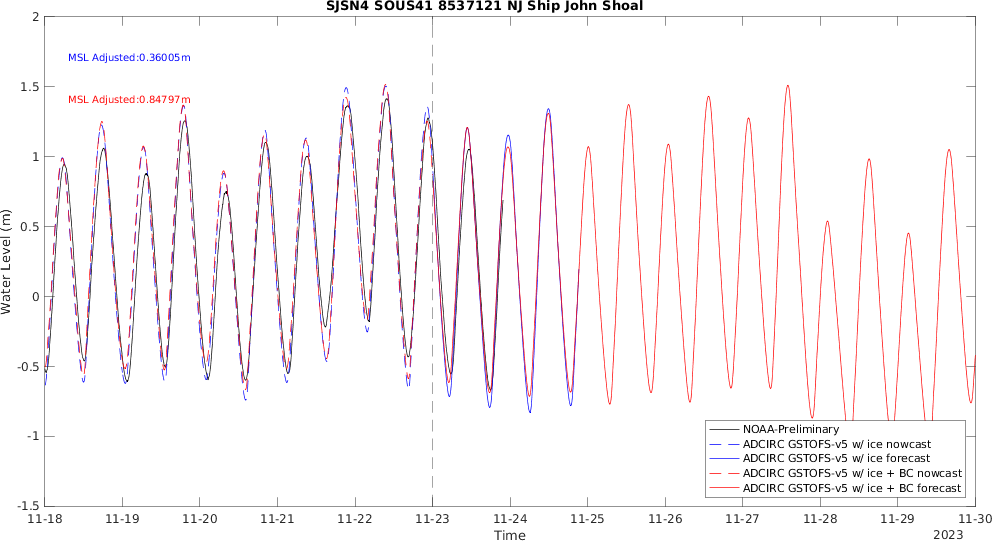 SJSN4 SOUS41 8537121 NJ Ship John Shoal
MSL Adjusted:0.36005m
MSL Adjusted:0.84797m
Water Level (m)
2
1.5
1
0.5
0
-0.5
-1
-1.5
NOAA-Preliminary
ADCIRC GSTOFS-v5 w/ ice nowcast
ADCIRC GSTOFS-v5 w/ ice forecast
ADCIRC GSTOFS-v5 w/ ice + BC nowcast
ADCIRC GSTOFS-v5 w/ ice + BC forecast
11-18 11-19 11-20 11-21 11-22 11-23 11-24 11-25 11-26 11-27 11-28 11-29 11-30
Time
2023